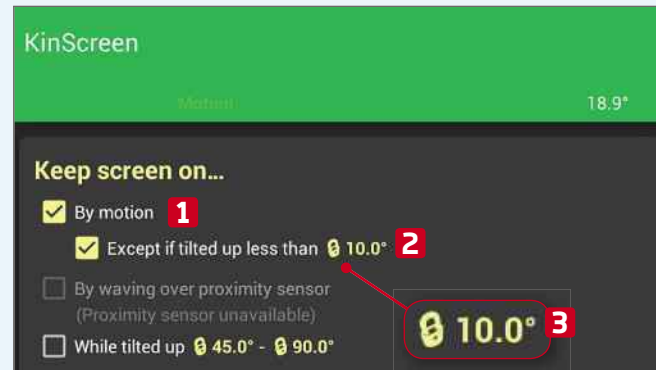 KinScreen
Motion 18.9°
Keep screen on...
By motion 1
Except if tilted up less than 10.0° 2
By waving over proximity sensor
(Proximity sensor unavailable)
While tilted up 45.0° - 90.0°
10.0° 3